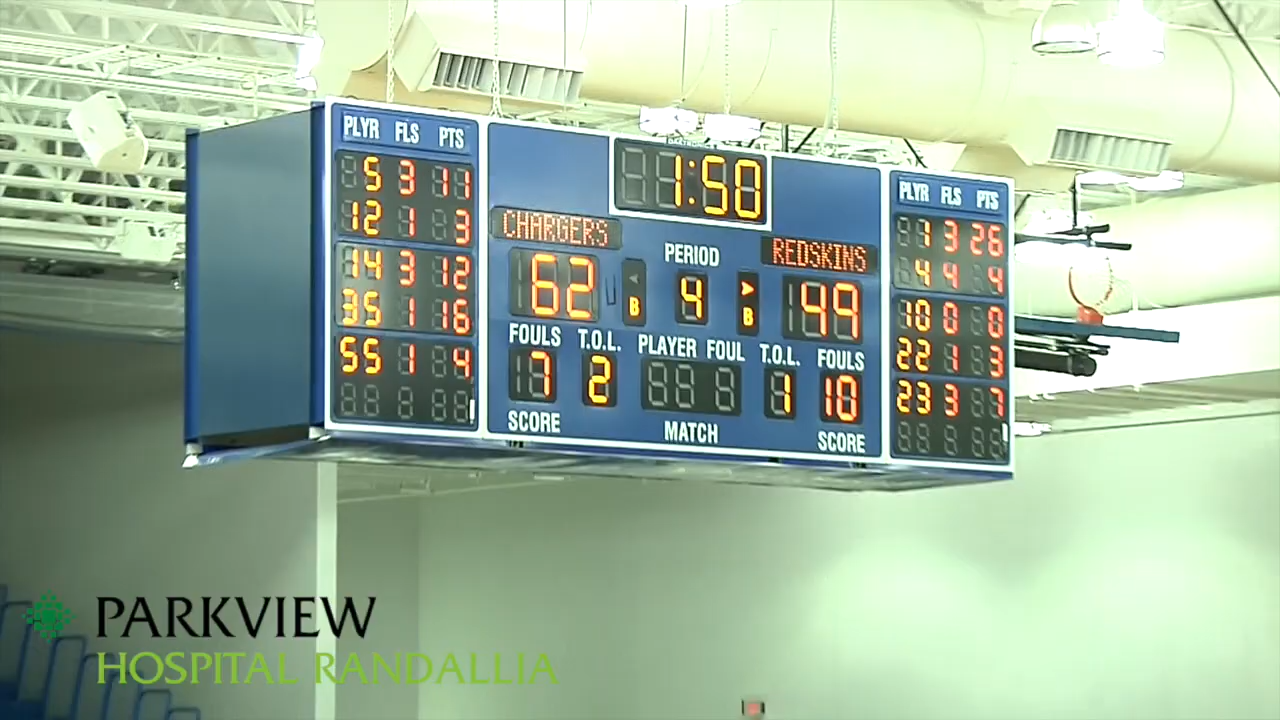 PLYR FLS PTS
5 3 11
12 1 3
14 3 12
35 1 16
55 1 4
1:50
CHARGERS
REDSKINS
PERIOD
62
B
4
B
49
FOULS T.O.L. PLAYER FOUL T.O.L. FOULS
7 2 1 10
SCORE MATCH SCORE
PLYR FLS PTS
1 3 26
4 4 4
10 0 0
22 1 3
23 3 7
PARKVIEW
HOSPITAL RANDALLIA